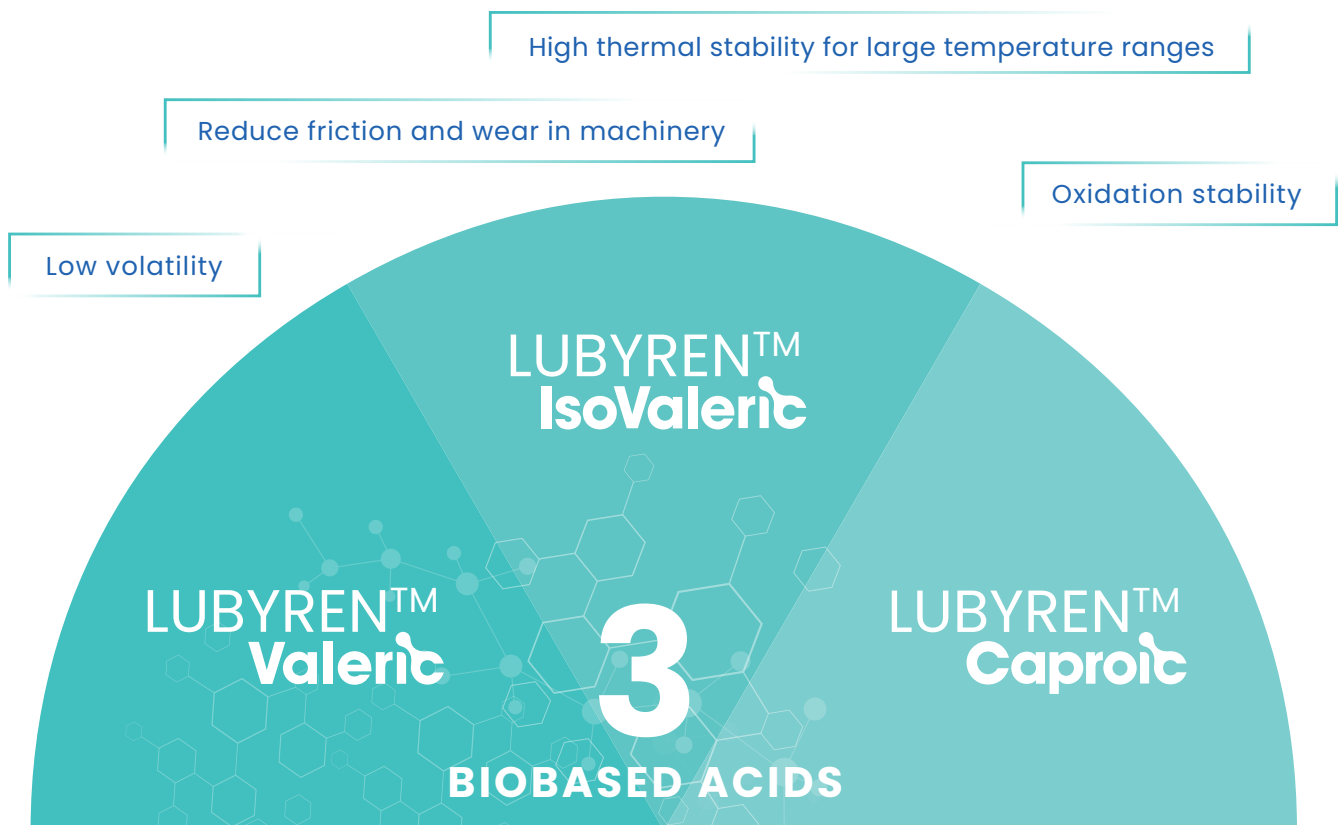 High thermal stability for large temperature ranges
Reduce friction and wear in machinery
Oxidation stability
Low volatility
LUBYREN™
IsoValeric
LUBYREN™
Valeric
LUBYREN™
Caproic
3
BIOBASED ACIDS